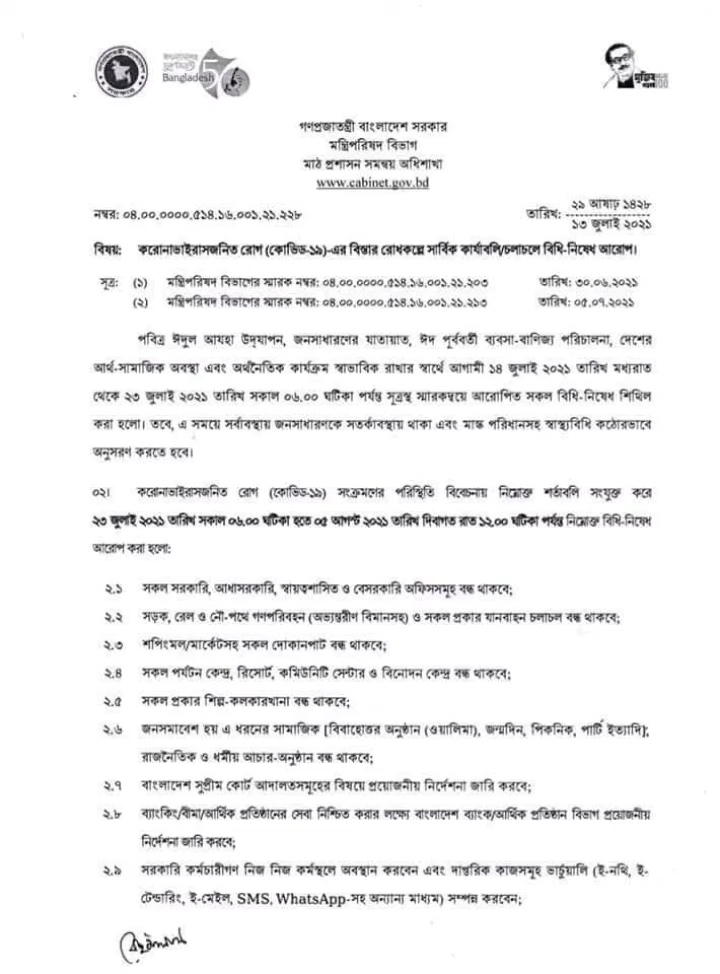 Bangladesh 50
মুজিব শতবর্ষ 100
গণপ্রজাতন্ত্রী বাংলাদেশ সরকার
মন্ত্রিপরিষদ বিভাগ
মাঠ প্রশাসন সমন্বয় অধিশাখা
www.cabinet.gov.bd
নম্বর: ০৪.০০.০০০০.৫১৪.১৬.০০১.২১.২২৮
তারিখ: ২৯ আষাঢ় ১৪২৮
১৩ জুলাই ২০২১
বিষয়: করোনাভাইরাসজনিত রোগ (কোভিড-১৯)-এর বিস্তার রোধকল্পে সার্বিক কার্যাবলি/চলাচলে বিধি-নিষেধ আরোপ।
সূত্র: (১) মন্ত্রিপরিষদ বিভাগের স্মারক নম্বর: ০৪.০০.০০০০.৫১৪.১৬.০০১.২১.২০৩ তারিখ: ৩০.০৬.২০২১
(২) মন্ত্রিপরিষদ বিভাগের স্মারক নম্বর: ০৪.০০.০০০০.৫১৪.১৬.০০১.২১.২১৩ তারিখ: ০৫.০৭.২০২১
পবিত্র ঈদুল আযহা উদ্‌যাপন, জনসাধারণের যাতায়াত, ঈদ পূর্ববর্তী ব্যবসা-বাণিজ্য পরিচালনা, দেশের
আর্থ-সামাজিক অবস্থা এবং অর্থনৈতিক কার্যক্রম স্বাভাবিক রাখার স্বার্থে আগামী ১৪ জুলাই ২০২১ তারিখ মধ্যরাত
থেকে ২৩ জুলাই ২০২১ তারিখ সকাল ০৬.০০ ঘটিকা পর্যন্ত সূত্রস্থ স্মারকদ্বয়ে আরোপিত সকল বিধি-নিষেধ শিথিল
করা হলো। তবে, এ সময়ে সর্বাবস্থায় জনসাধারণকে সতর্কাবস্থায় থাকা এবং মাস্ক পরিধানসহ স্বাস্থ্যবিধি কঠোরভাবে
অনুসরণ করতে হবে।
০২। করোনাভাইরাসজনিত রোগ (কোভিড-১৯) সংক্রমণের পরিস্থিতি বিবেচনায় নিম্নোক্ত শর্তাবলি সংযুক্ত করে
২৩ জুলাই ২০২১ তারিখ সকাল ০৬.০০ ঘটিকা হতে ০৫ আগস্ট ২০২১ তারিখ দিবাগত রাত ১২.০০ ঘটিকা পর্যন্ত নিম্নোক্ত বিধি-নিষেধ
আরোপ করা হলো:
২.১ সকল সরকারি, আধাসরকারি, স্বায়ত্বশাসিত ও বেসরকারি অফিসসমূহ বন্ধ থাকবে;
২.২ সড়ক, রেল ও নৌ-পথে গণপরিবহন (অভ্যন্তরীণ বিমানসহ) ও সকল প্রকার যানবাহন চলাচল বন্ধ থাকবে;
২.৩ শপিংমল/মার্কেটসহ সকল দোকানপাট বন্ধ থাকবে;
২.৪ সকল পর্যটন কেন্দ্র, রিসোর্ট, কমিউনিটি সেন্টার ও বিনোদন কেন্দ্র বন্ধ থাকবে;
২.৫ সকল প্রকার শিল্প-কলকারখানা বন্ধ থাকবে;
২.৬ জনসমাবেশ হয় এ ধরনের সামাজিক [বিবাহোত্তর অনুষ্ঠান (ওয়ালিমা), জন্মদিন, পিকনিক, পার্টি ইত্যাদি],
রাজনৈতিক ও ধর্মীয় আচার-অনুষ্ঠান বন্ধ থাকবে;
২.৭ বাংলাদেশ সুপ্রীম কোর্ট আদালতসমূহের বিষয়ে প্রয়োজনীয় নির্দেশনা জারি করবে;
২.৮ ব্যাংকিং/বীমা/আর্থিক প্রতিষ্ঠানের সেবা নিশ্চিত করার লক্ষ্যে বাংলাদেশ ব্যাংক/আর্থিক প্রতিষ্ঠান বিভাগ প্রয়োজনীয়
নির্দেশনা জারি করবে;
২.৯ সরকারি কর্মচারীগণ নিজ নিজ কর্মস্থলে অবস্থান করবেন এবং দাপ্তরিক কাজসমূহ ভার্চুয়ালি (ই-নথি, ই-
টেন্ডারিং, ই-মেইল, SMS, WhatsApp-সহ অন্যান্য মাধ্যম) সম্পন্ন করবেন;